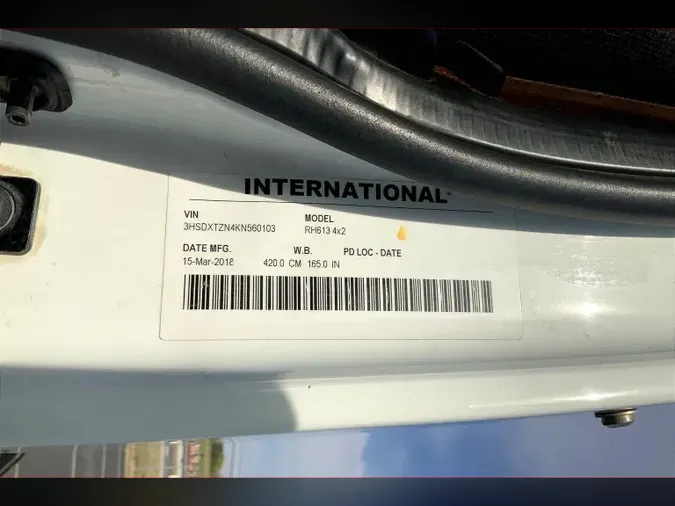 INTERNATIONAL
VIN MODEL
3HSDXTZN4KN560103 RH613 4x2
DATE MFG. W.B. PD LOC - DATE
15-Mar-2018 420.0 CM 165.0 IN